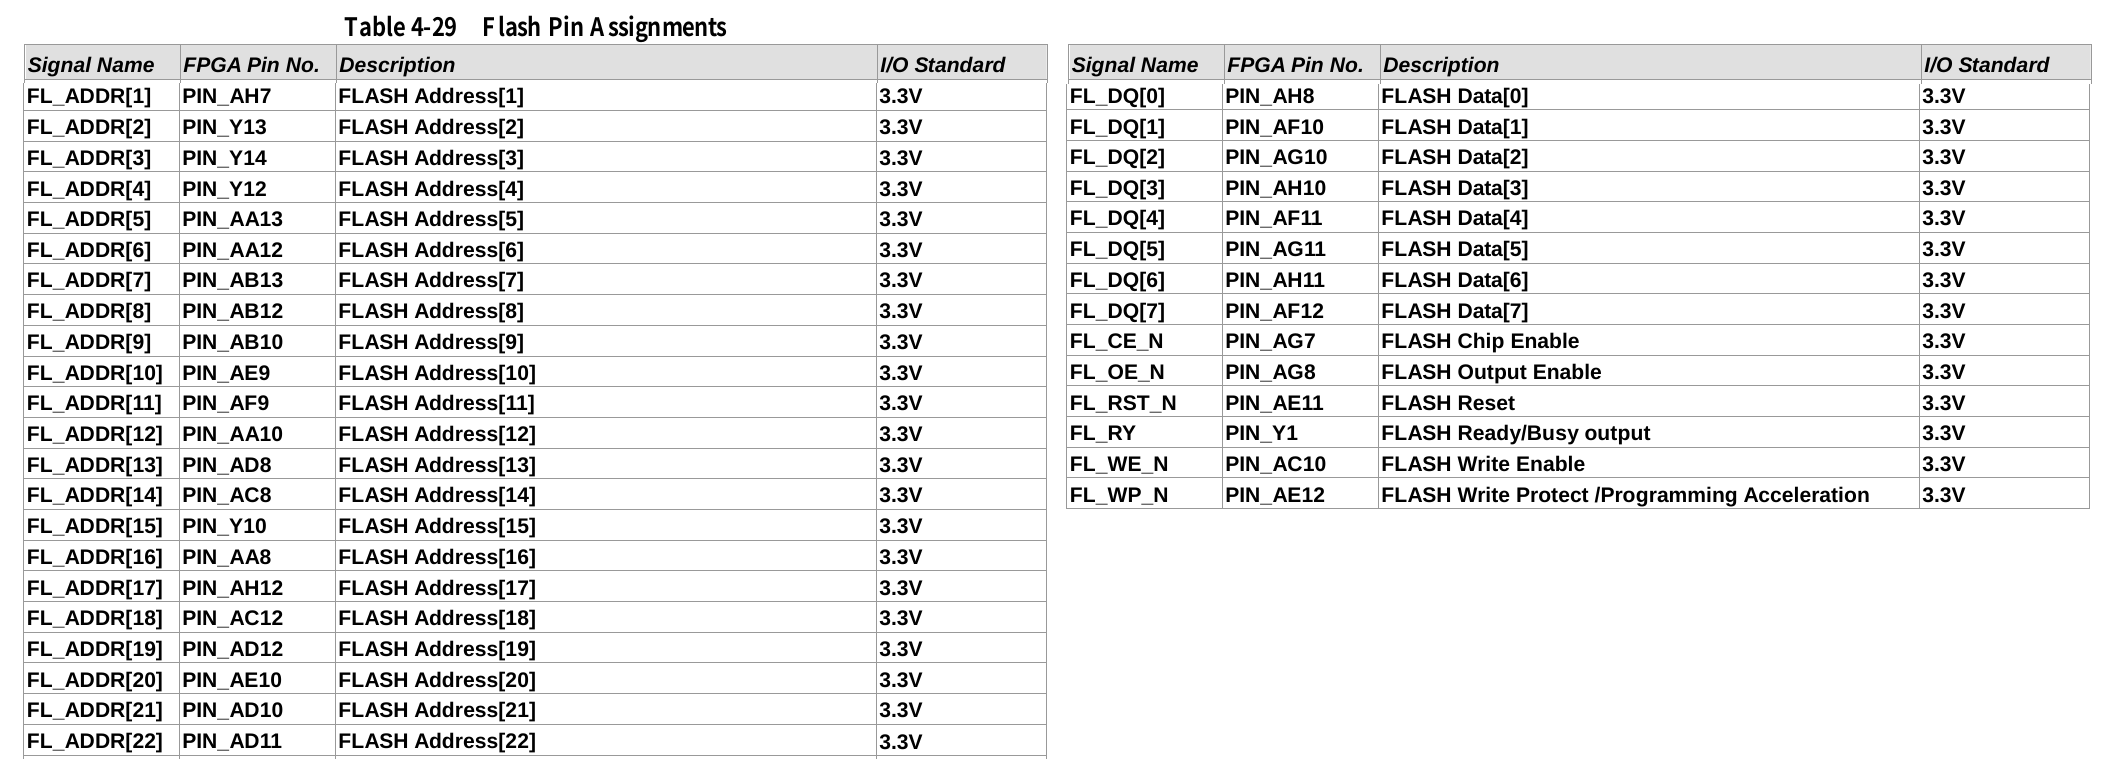 Table 4-29 Flash Pin Assignments
Signal Name FPGA Pin No. Description I/O Standard
FL_ADDR[1] PIN_AH7 FLASH Address[1] 3.3V
FL_ADDR[2] PIN_Y13 FLASH Address[2] 3.3V
FL_ADDR[3] PIN_Y14 FLASH Address[3] 3.3V
FL_ADDR[4] PIN_Y12 FLASH Address[4] 3.3V
FL_ADDR[5] PIN_AA13 FLASH Address[5] 3.3V
FL_ADDR[6] PIN_AA12 FLASH Address[6] 3.3V
FL_ADDR[7] PIN_AB13 FLASH Address[7] 3.3V
FL_ADDR[8] PIN_AB12 FLASH Address[8] 3.3V
FL_ADDR[9] PIN_AB10 FLASH Address[9] 3.3V
FL_ADDR[10] PIN_AE9 FLASH Address[10] 3.3V
FL_ADDR[11] PIN_AF9 FLASH Address[11] 3.3V
FL_ADDR[12] PIN_AA10 FLASH Address[12] 3.3V
FL_ADDR[13] PIN_AD8 FLASH Address[13] 3.3V
FL_ADDR[14] PIN_AC8 FLASH Address[14] 3.3V
FL_ADDR[15] PIN_Y10 FLASH Address[15] 3.3V
FL_ADDR[16] PIN_AA8 FLASH Address[16] 3.3V
FL_ADDR[17] PIN_AH12 FLASH Address[17] 3.3V
FL_ADDR[18] PIN_AC12 FLASH Address[18] 3.3V
FL_ADDR[19] PIN_AD12 FLASH Address[19] 3.3V
FL_ADDR[20] PIN_AE10 FLASH Address[20] 3.3V
FL_ADDR[21] PIN_AD10 FLASH Address[21] 3.3V
FL_ADDR[22] PIN_AD11 FLASH Address[22] 3.3V
Signal Name FPGA Pin No. Description I/O Standard
FL_DQ[0] PIN_AH8 FLASH Data[0] 3.3V
FL_DQ[1] PIN_AF10 FLASH Data[1] 3.3V
FL_DQ[2] PIN_AG10 FLASH Data[2] 3.3V
FL_DQ[3] PIN_AH10 FLASH Data[3] 3.3V
FL_DQ[4] PIN_AF11 FLASH Data[4] 3.3V
FL_DQ[5] PIN_AG11 FLASH Data[5] 3.3V
FL_DQ[6] PIN_AH11 FLASH Data[6] 3.3V
FL_DQ[7] PIN_AF12 FLASH Data[7] 3.3V
FL_CE_N PIN_AG7 FLASH Chip Enable 3.3V
FL_OE_N PIN_AG8 FLASH Output Enable 3.3V
FL_RST_N PIN_AE11 FLASH Reset 3.3V
FL_RY PIN_Y1 FLASH Ready/Busy output 3.3V
FL_WE_N PIN_AC10 FLASH Write Enable 3.3V
FL_WP_N PIN_AE12 FLASH Write Protect /Programming Acceleration 3.3V